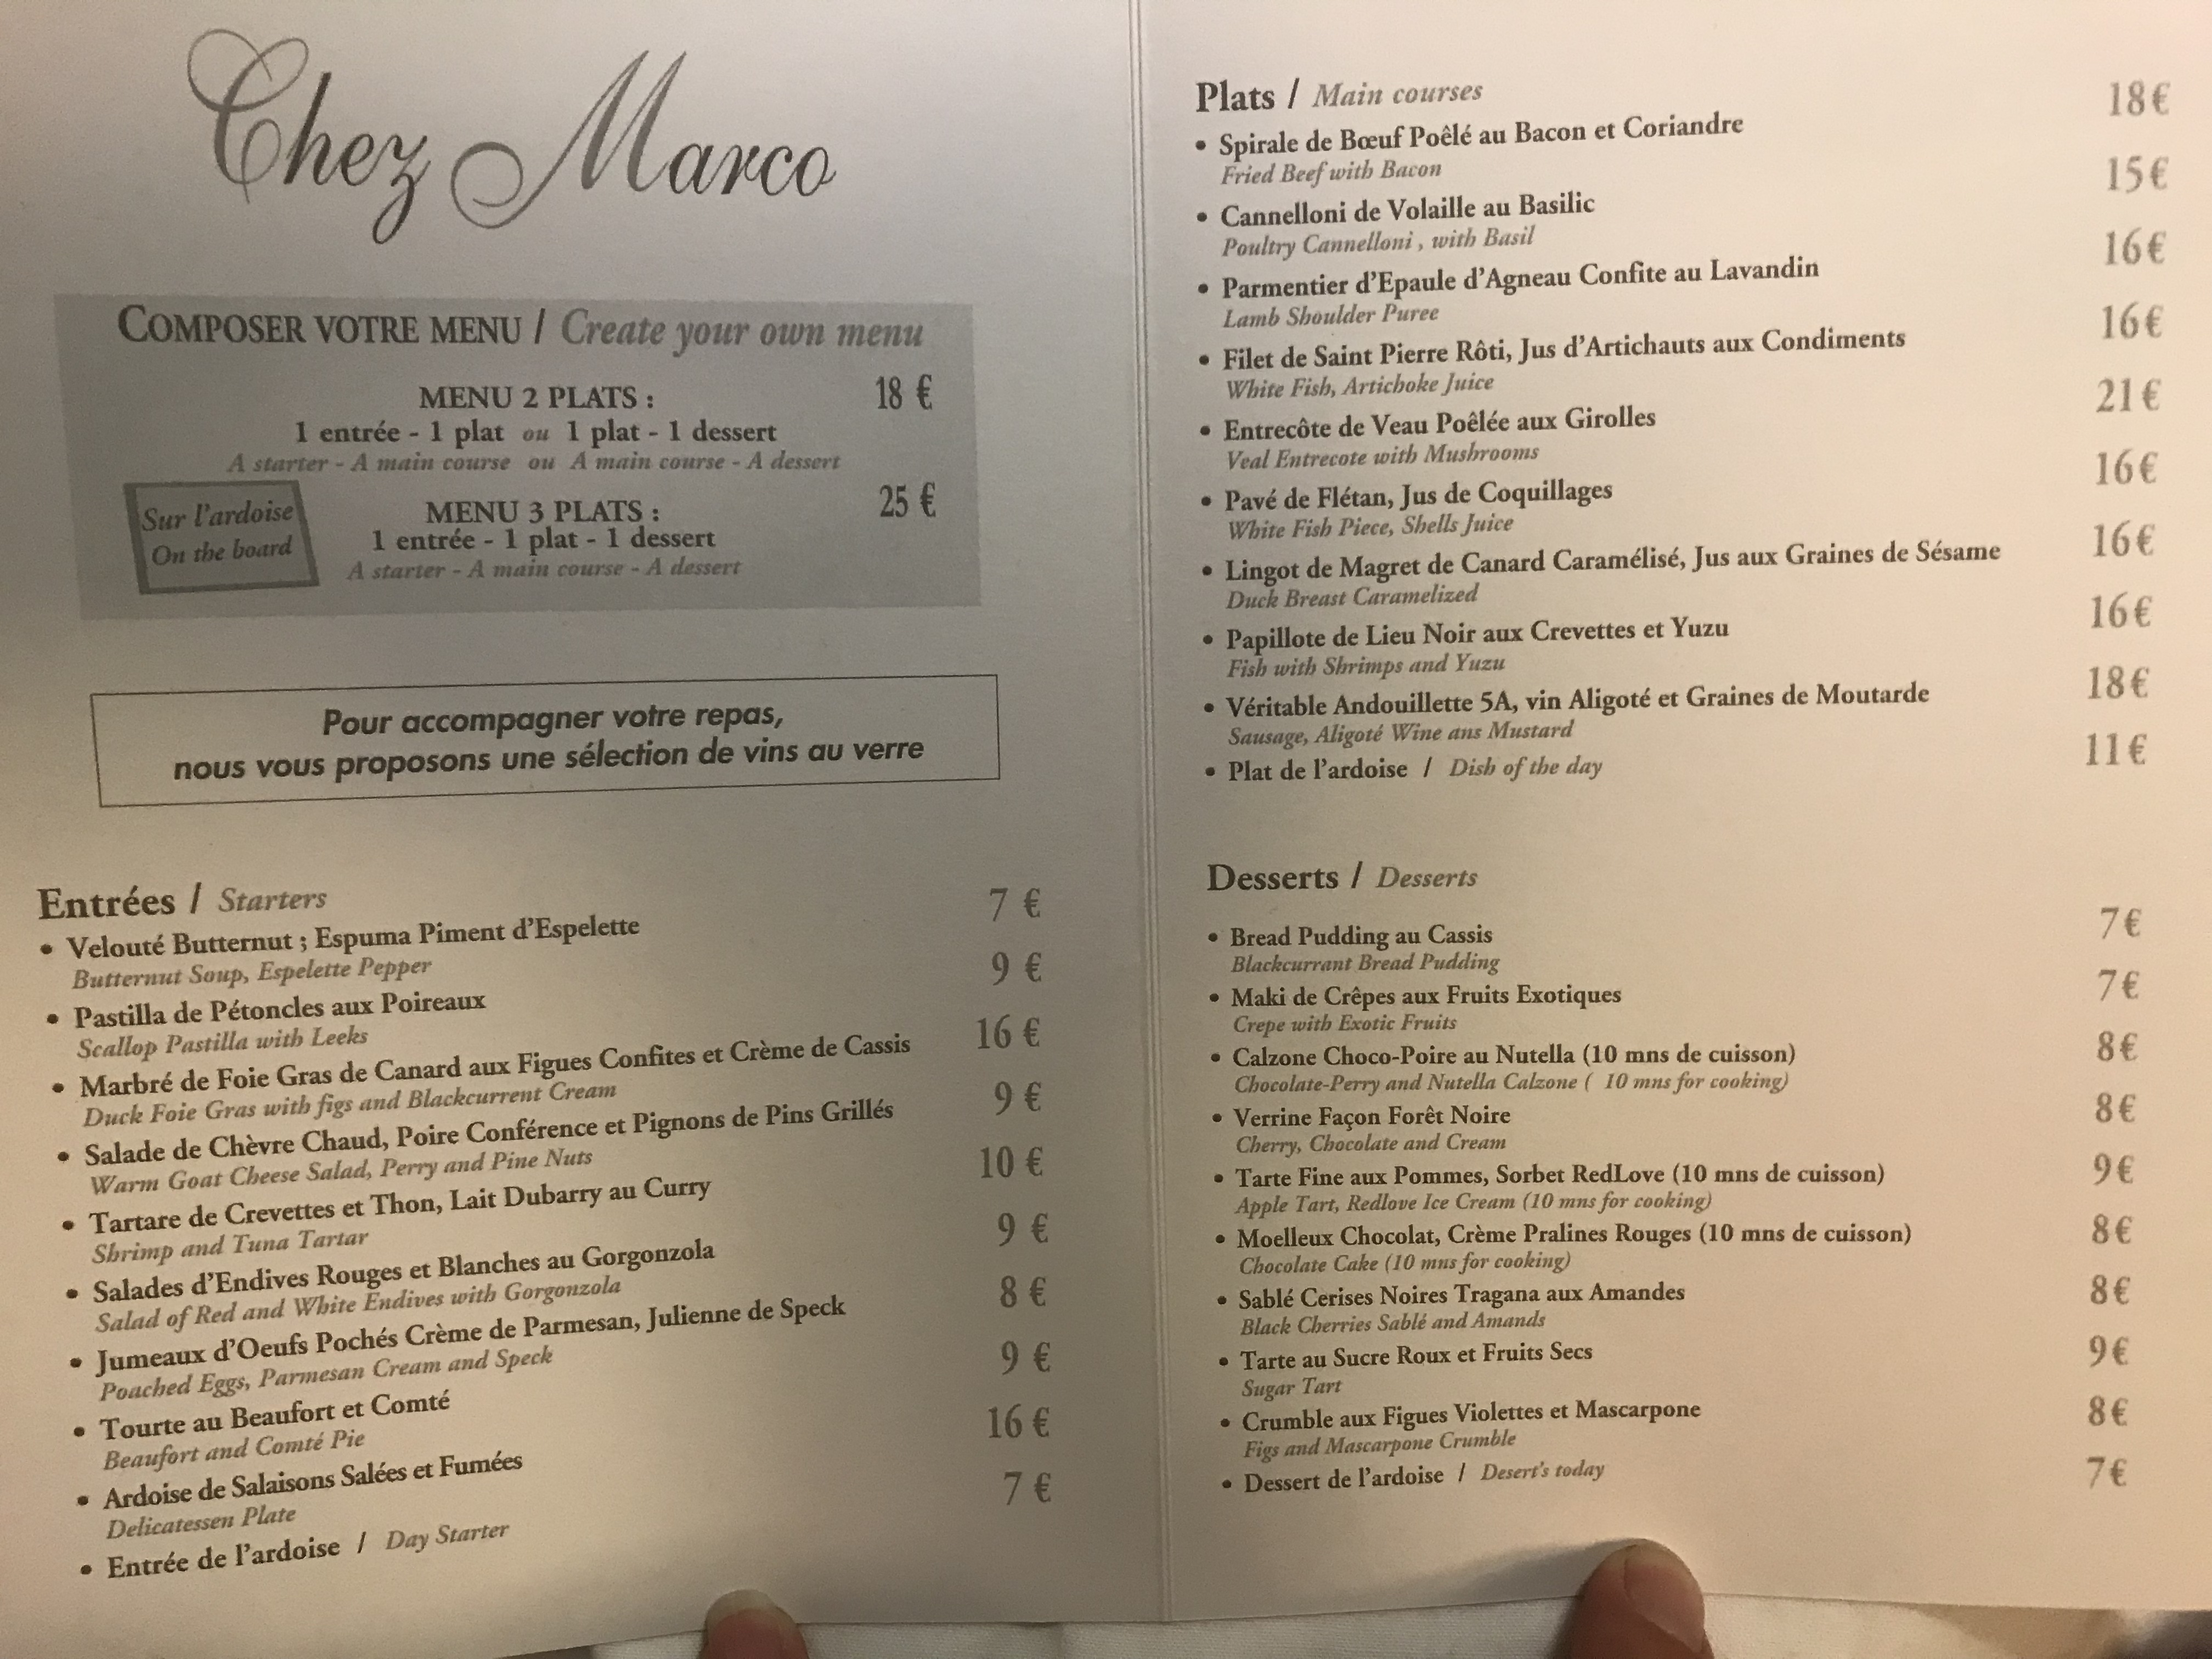 Chez Marco
COMPOSER VOTRE MENU / Create your own menu
MENU 2 PLATS : 18 €
1 entrée - 1 plat ou 1 plat - 1 dessert
A starter - A main course ou A main course - A dessert
Sur l'ardoise
On the board
MENU 3 PLATS : 25 €
1 entrée - 1 plat - 1 dessert
A starter - A main course - A dessert
Pour accompagner votre repas,
nous vous proposons une sélection de vins au verre
Entrées / Starters
• Velouté Butternut ; Espuma Piment d'Espelette 7 €
Butternut Soup, Espelette Pepper
• Pastilla de Pétoncles aux Poireaux 9 €
Scallop Pastilla with Leeks
• Marbré de Foie Gras de Canard aux Figues Confites et Crème de Cassis 16 €
Duck Foie Gras with figs and Blackcurrent Cream
• Salade de Chèvre Chaud, Poire Conférence et Pignons de Pins Grillés 9 €
Warm Goat Cheese Salad, Perry and Pine Nuts
• Tartare de Crevettes et Thon, Lait Dubarry au Curry 10 €
Shrimp and Tuna Tartar
• Salades d'Endives Rouges et Blanches au Gorgonzola 9 €
Salad of Red and White Endives with Gorgonzola
• Jumeaux d'Oeufs Pochés Crème de Parmesan, Julienne de Speck 8 €
Poached Eggs, Parmesan Cream and Speck
• Tourte au Beaufort et Comté 9 €
Beaufort and Comté Pie
• Ardoise de Salaisons Salées et Fumées 16 €
Delicatessen Plate
• Entrée de l'ardoise / Day Starter 7 €
Plats / Main courses
• Spirale de Bœuf Poêlé au Bacon et Coriandre 18€
Fried Beef with Bacon
• Cannelloni de Volaille au Basilic 15€
Poultry Cannelloni , with Basil
• Parmentier d'Epaule d'Agneau Confite au Lavandin 16€
Lamb Shoulder Puree
• Filet de Saint Pierre Rôti, Jus d'Artichauts aux Condiments 16€
White Fish, Artichoke Juice
• Entrecôte de Veau Poêlée aux Girolles 21€
Veal Entrecote with Mushrooms
• Pavé de Flétan, Jus de Coquillages 16€
White Fish Piece, Shells Juice
• Lingot de Magret de Canard Caramélisé, Jus aux Graines de Sésame 16€
Duck Breast Caramelized
• Papillote de Lieu Noir aux Crevettes et Yuzu 16€
Fish with Shrimps and Yuzu
• Véritable Andouillette 5A, vin Aligoté et Graines de Moutarde 18€
Sausage, Aligoté Wine ans Mustard
• Plat de l'ardoise / Dish of the day 11€
Desserts / Desserts
• Bread Pudding au Cassis 7€
Blackcurrant Bread Pudding
• Maki de Crêpes aux Fruits Exotiques 7€
Crepe with Exotic Fruits
• Calzone Choco-Poire au Nutella (10 mns de cuisson) 8€
Chocolate-Perry and Nutella Calzone ( 10 mns for cooking)
• Verrine Façon Forêt Noire 8€
Cherry, Chocolate and Cream
• Tarte Fine aux Pommes, Sorbet RedLove (10 mns de cuisson) 9€
Apple Tart, Redlove Ice Cream (10 mns for cooking)
• Moelleux Chocolat, Crème Pralines Rouges (10 mns de cuisson) 8€
Chocolate Cake (10 mns for cooking)
• Sablé Cerises Noires Tragana aux Amandes 8€
Black Cherries Sablé and Amands
• Tarte au Sucre Roux et Fruits Secs 9€
Sugar Tart
• Crumble aux Figues Violettes et Mascarpone 8€
Figs and Mascarpone Crumble
• Dessert de l'ardoise / Desert's today 7€